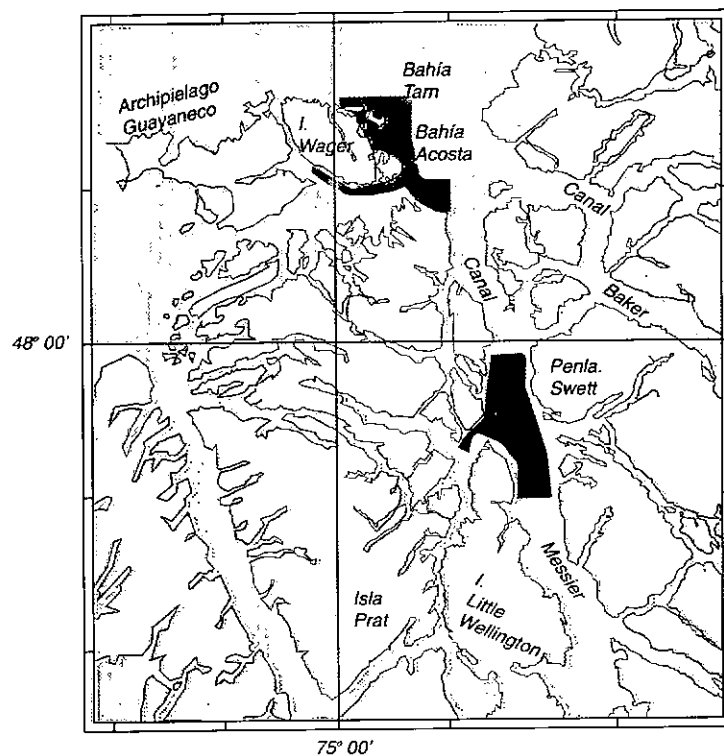 Bahía
Tarn
Archipielago
Guayaneco
I.
Wager
Bahía
Acosta
Canal
Canal
Baker
48° 00'
Penla.
Swett
Messier
Isla
Prat
I.
Little
Wellington
75° 00'